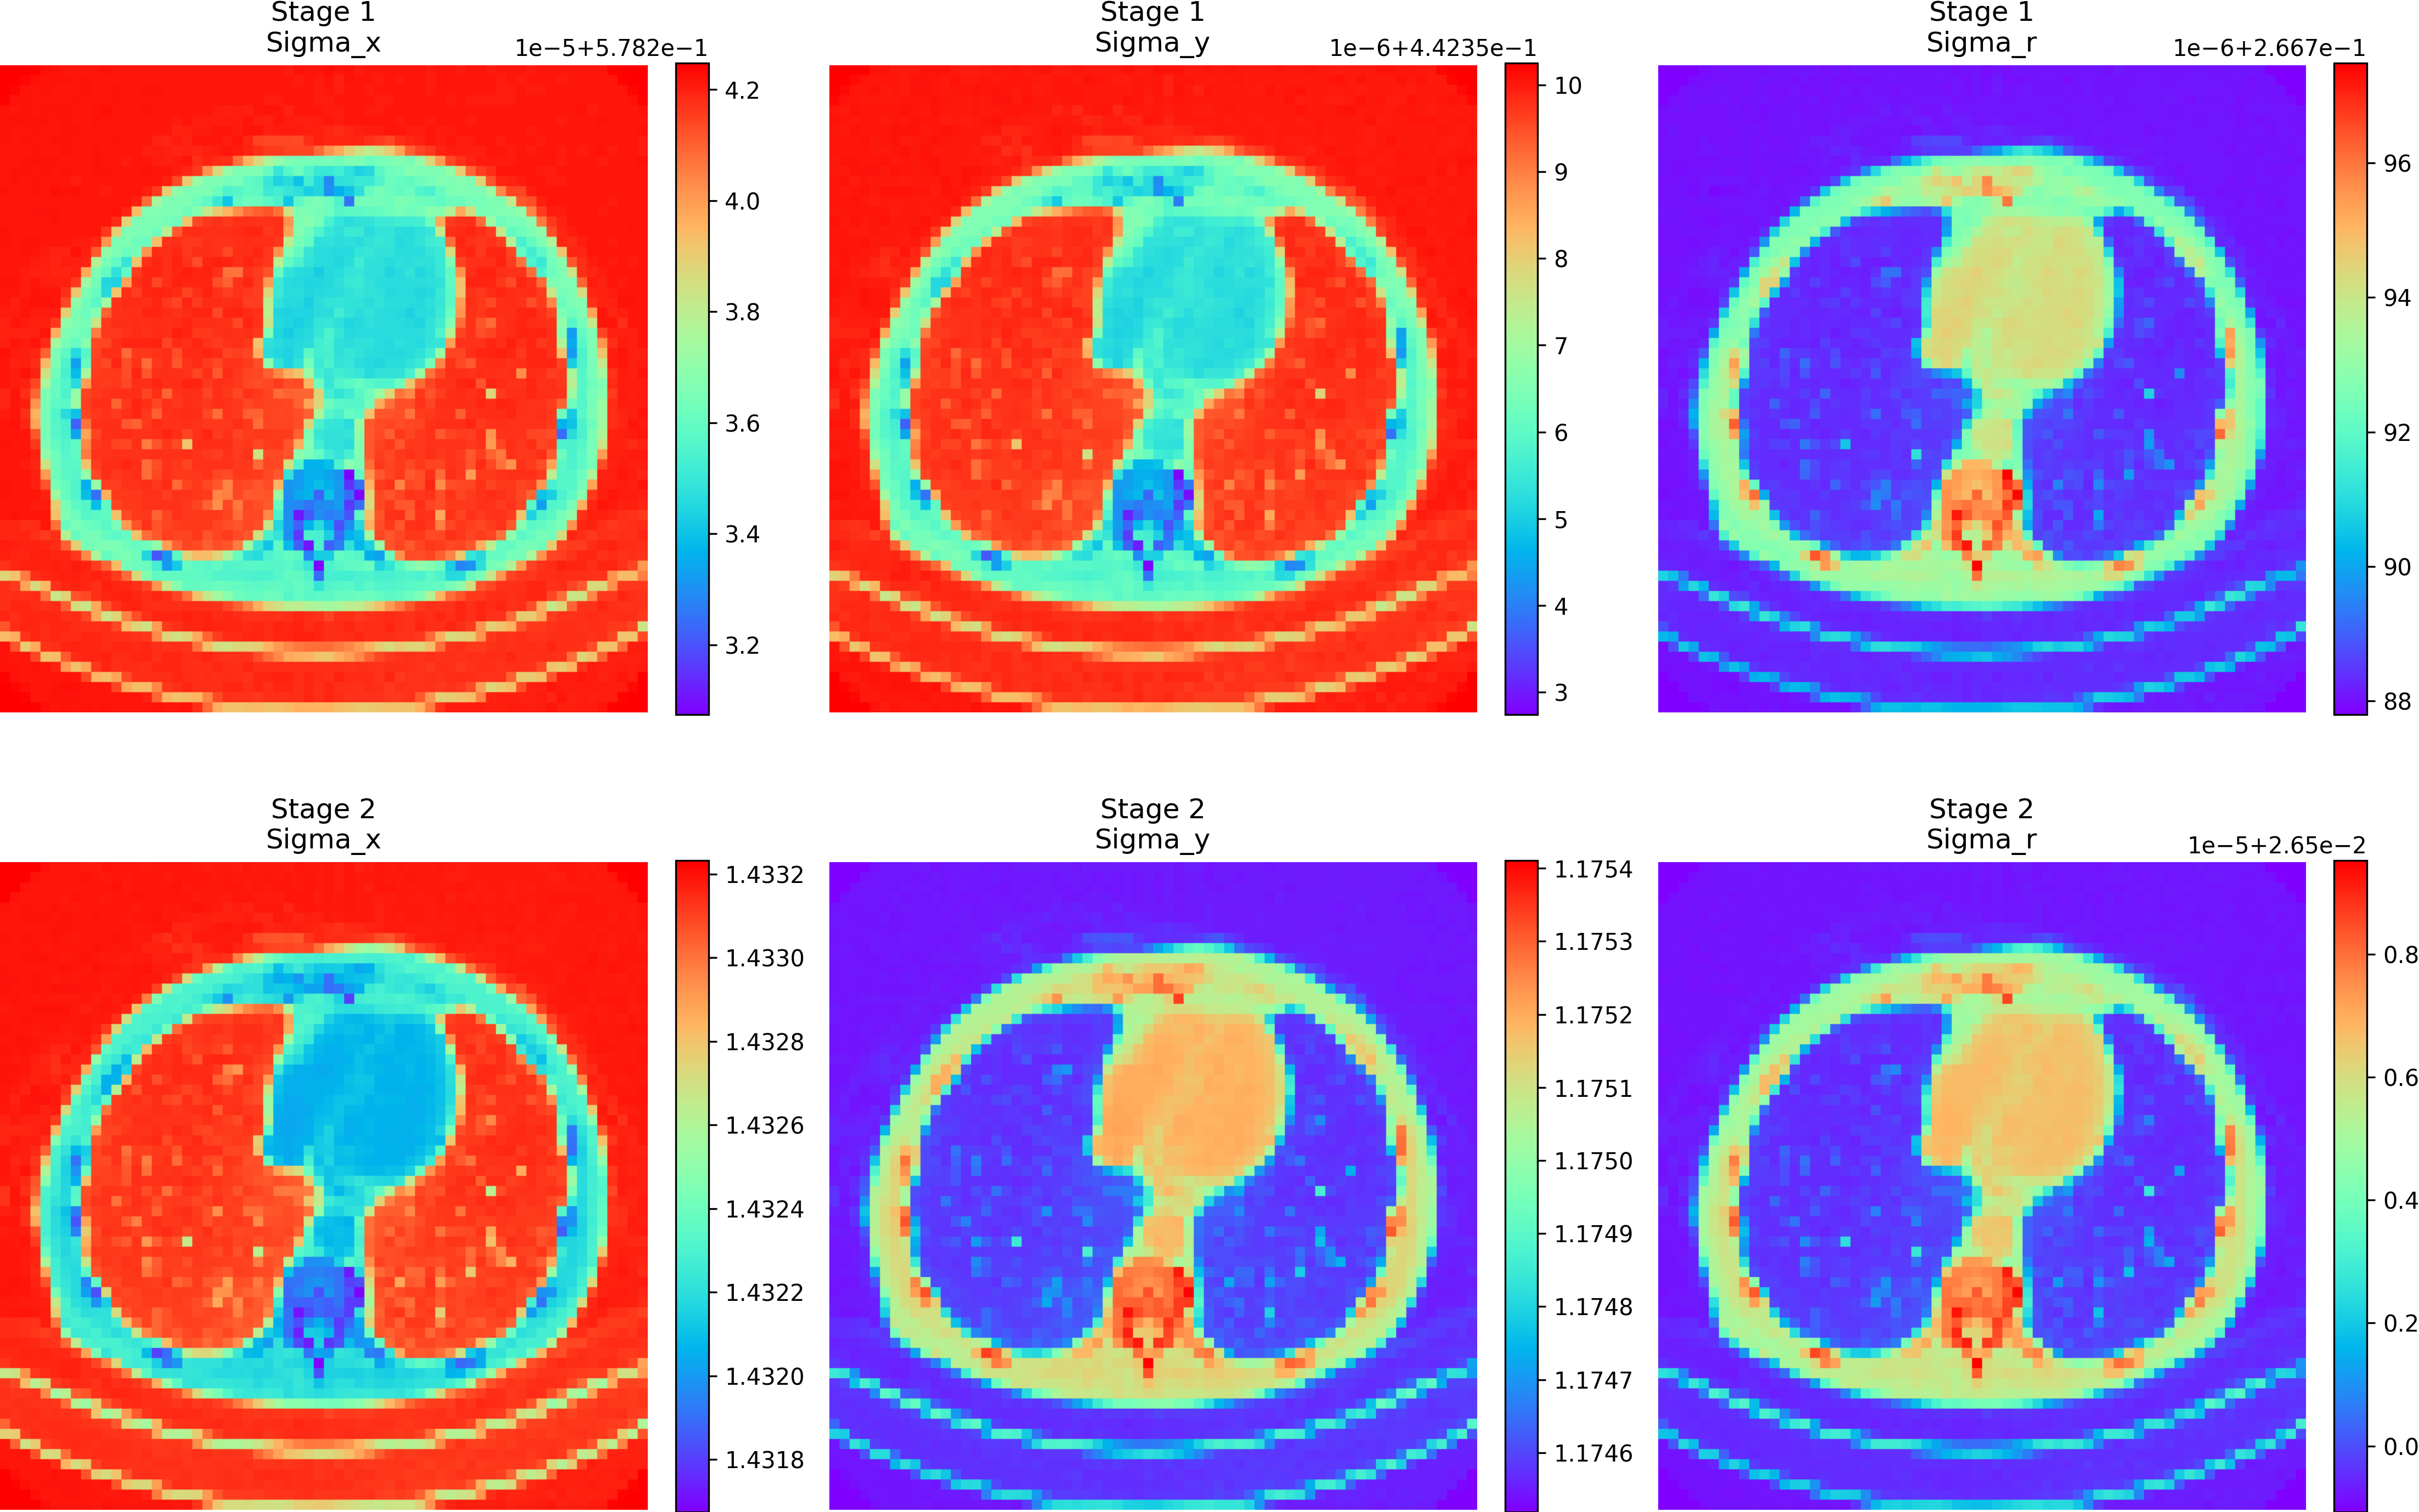 Stage 1
Sigma_x
1e−5+5.782e−1
4.2
4.0
3.8
3.6
3.4
3.2
Stage 1
Sigma_y
1e−6+4.4235e−1
10
9
8
7
6
5
4
3
Stage 1
Sigma_r
1e−6+2.667e−1
96
94
92
90
88
Stage 2
Sigma_x
1.4332
1.4330
1.4328
1.4326
1.4324
1.4322
1.4320
1.4318
Stage 2
Sigma_y
1.1754
1.1753
1.1752
1.1751
1.1750
1.1749
1.1748
1.1747
1.1746
Stage 2
Sigma_r
1e−5+2.65e−2
0.8
0.6
0.4
0.2
0.0